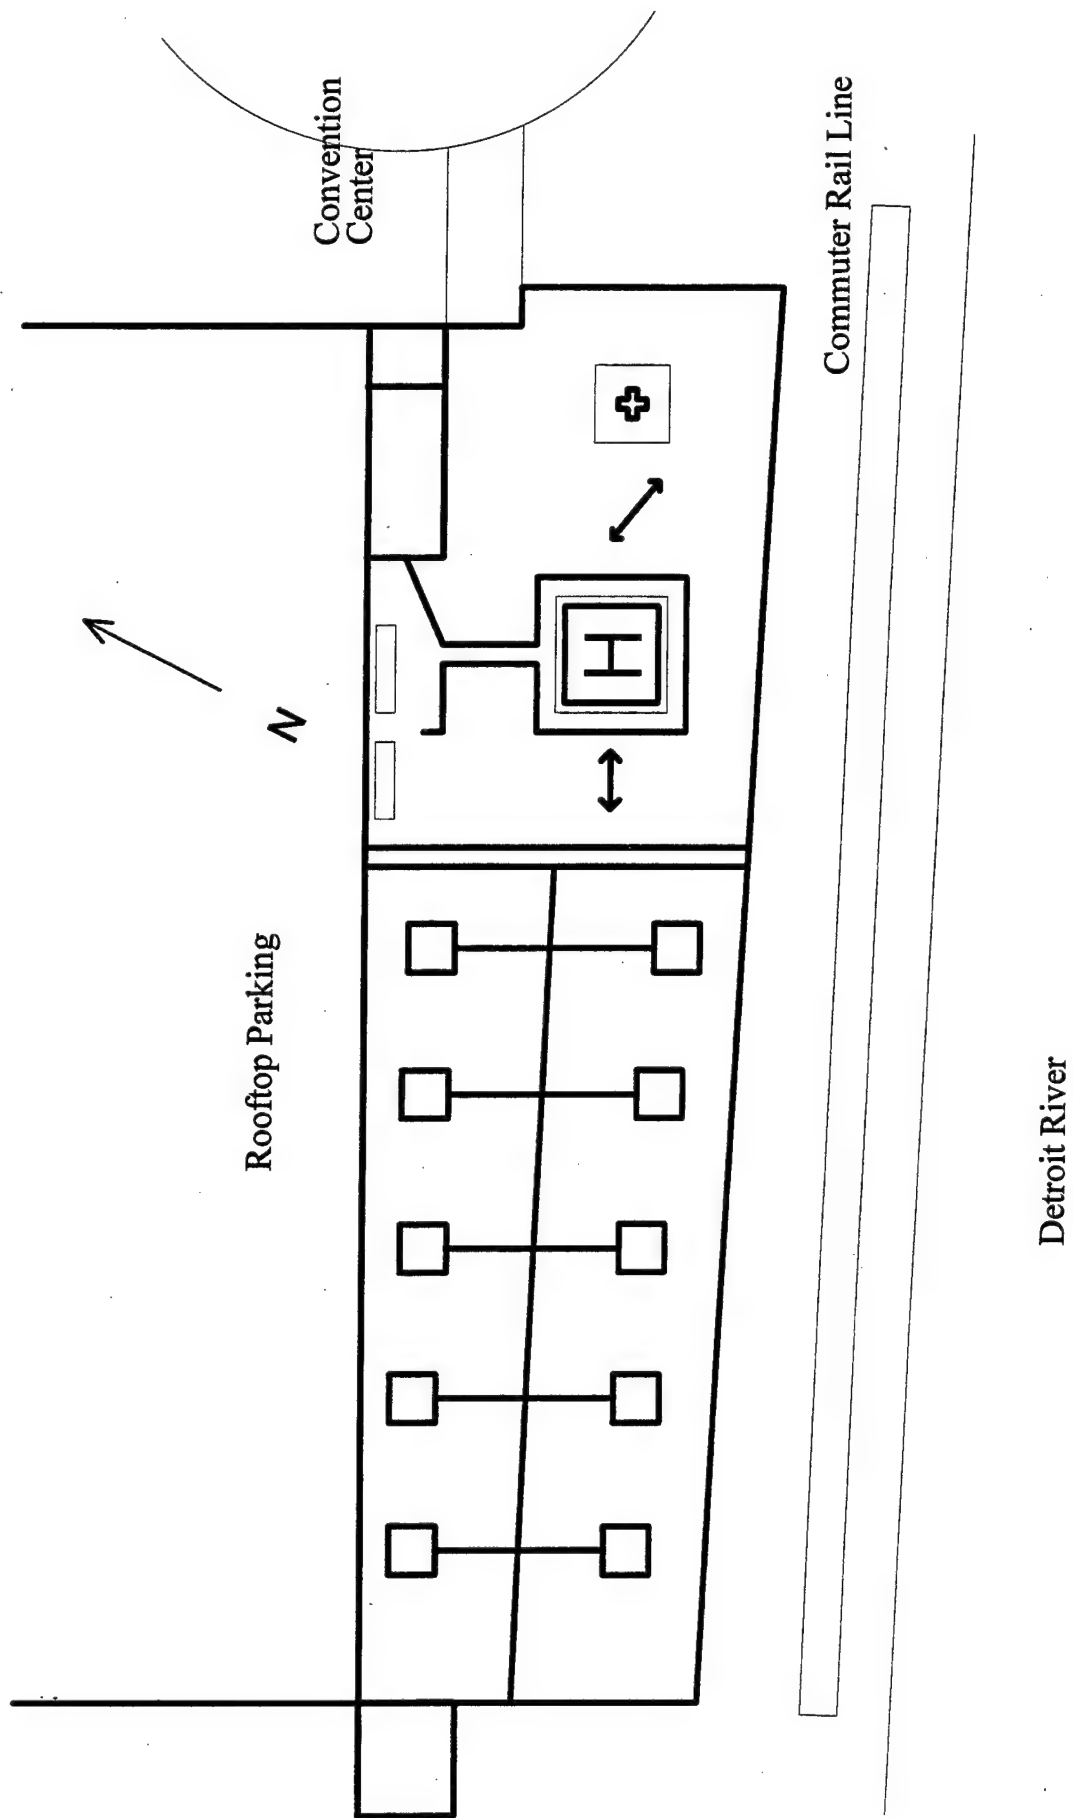 Convention
Center
Commuter Rail Line
N
H
Rooftop Parking
Detroit River